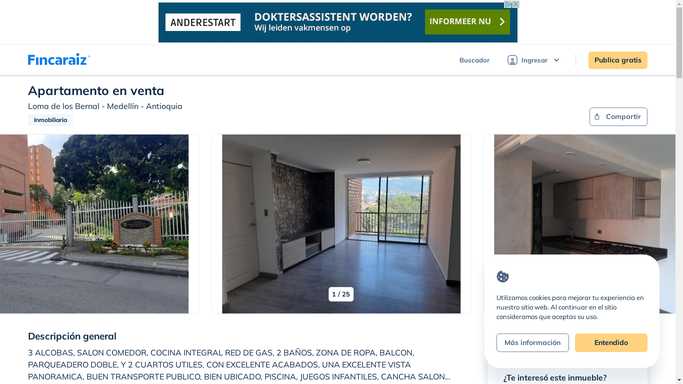 ANDERESTART
DOKTERSASSISTENT WORDEN?
Wij leiden vakmensen op
INFORMEER NU
Fincaraiz
Buscador
Ingresar
Publica gratis
Apartamento en venta
Loma de los Bernal - Medellín - Antioquia
Inmobiliaria
Compartir
1 / 25
Utilizamos cookies para mejorar tu experiencia en
nuestro sitio web. Al continuar en el sitio
consideramos que aceptas su uso.
Más información
Entendido
Descripción general
3 ALCOBAS, SALON COMEDOR, COCINA INTEGRAL RED DE GAS, 2 BAÑOS, ZONA DE ROPA, BALCON,
PARQUEADERO DOBLE, Y 2 CUARTOS UTILES, CON EXCELENTE ACABADOS, UNA EXCELENTE VISTA
PANORAMICA, BUEN TRANSPORTE PUBLICO, BIEN UBICADO, PISCINA, JUEGOS INFANTILES, CANCHA SALON...
¿Te interesó este inmueble?